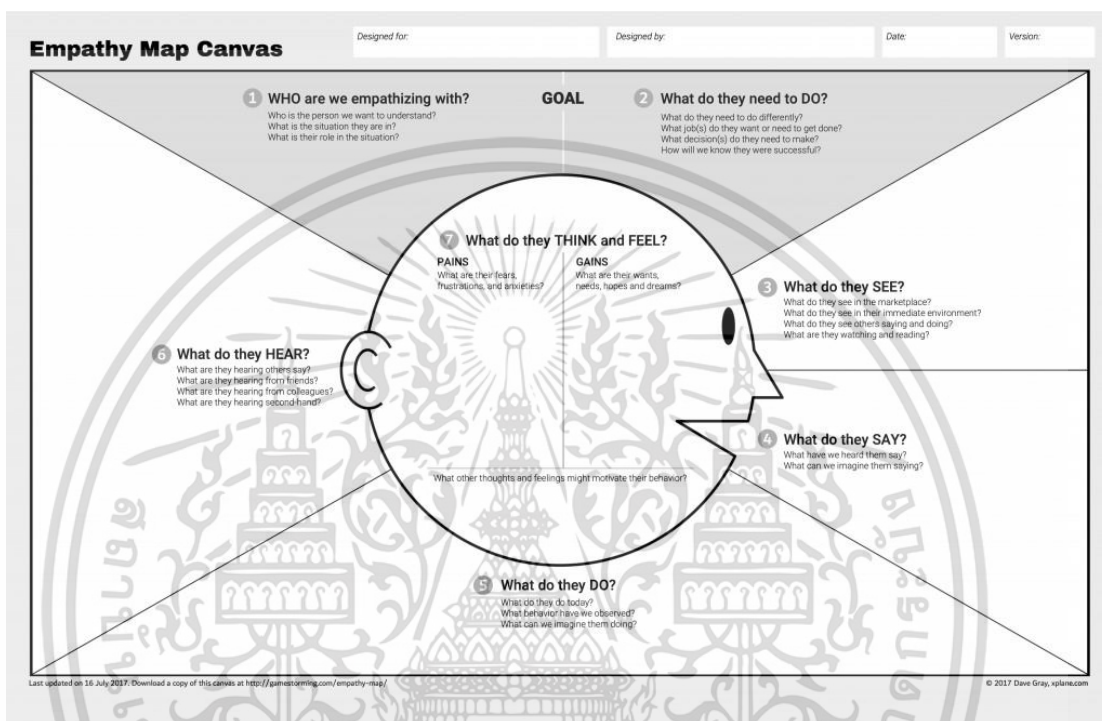 Empathy Map Canvas
Designed for:
Designed by:
Date:
Version:
1 WHO are we empathizing with?
Who is the person we want to understand?
What is the situation they are in?
What is their role in the situation?
GOAL
2 What do they need to DO?
What do they need to do differently?
What job(s) do they want or need to get done?
What decision(s) do they need to make?
How will we know they were successful?
7 What do they THINK and FEEL?
PAINS
What are their fears,
frustrations, and anxieties?
GAINS
What are their wants,
needs, hopes and dreams?
3 What do they SEE?
What do they see in the marketplace?
What do they see in their immediate environment?
What do they see others saying and doing?
What are they watching and reading?
6 What do they HEAR?
What are they hearing others say?
What are they hearing from friends?
What are they hearing from colleagues?
What are they hearing second-hand?
4 What do they SAY?
What have we heard them say?
What can we imagine them saying?
What other thoughts and feelings might motivate their behavior?
5 What do they DO?
What do they do today?
What behavior have we observed?
What can we imagine them doing?
Last updated on 16 July 2017. Download a copy of this canvas at http://gamestorming.com/empathy-map/
© 2017 Dave Gray, xplane.com